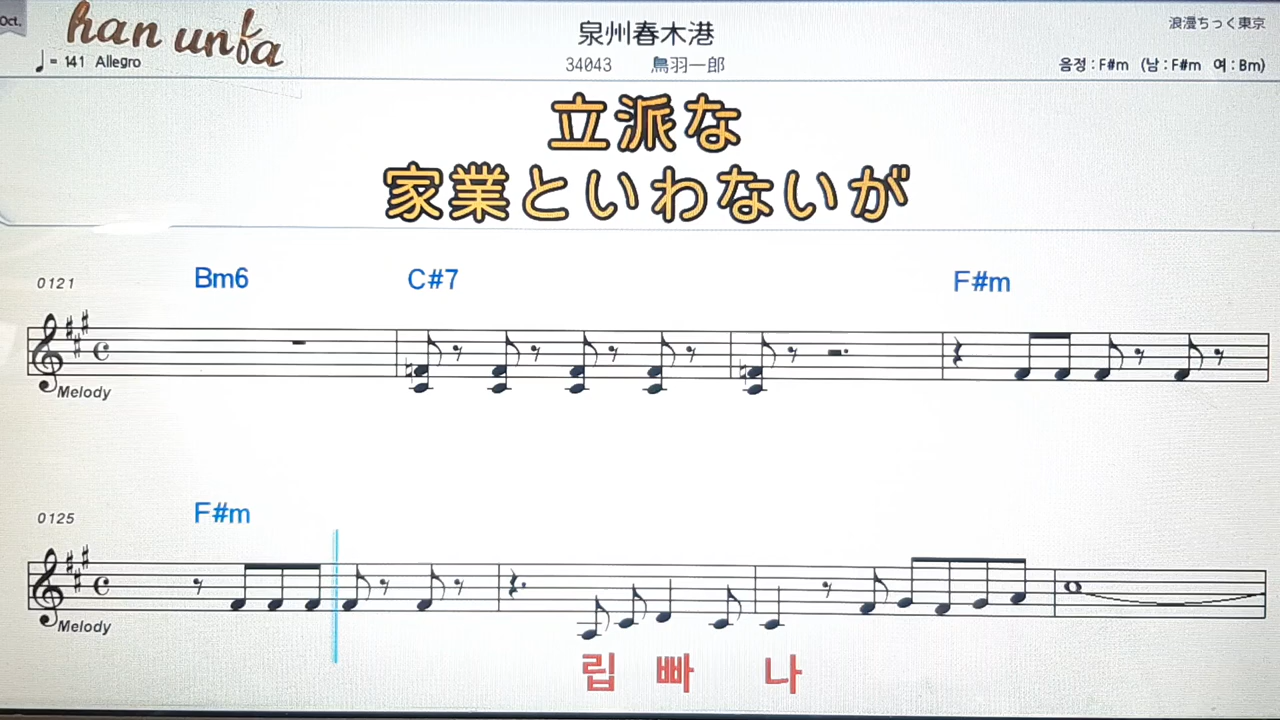 Oct.
han unfa
♩= 141 Allegro
泉州春木港
34043 鳥羽一郎
浪漫ちっく東京
음정 : F#m (남 : F#m 여 : Bm)
立派な
家業といわないが
Bm6 C#7 F#m
0121
Melody
F#m
0125
Melody
립 빠 나